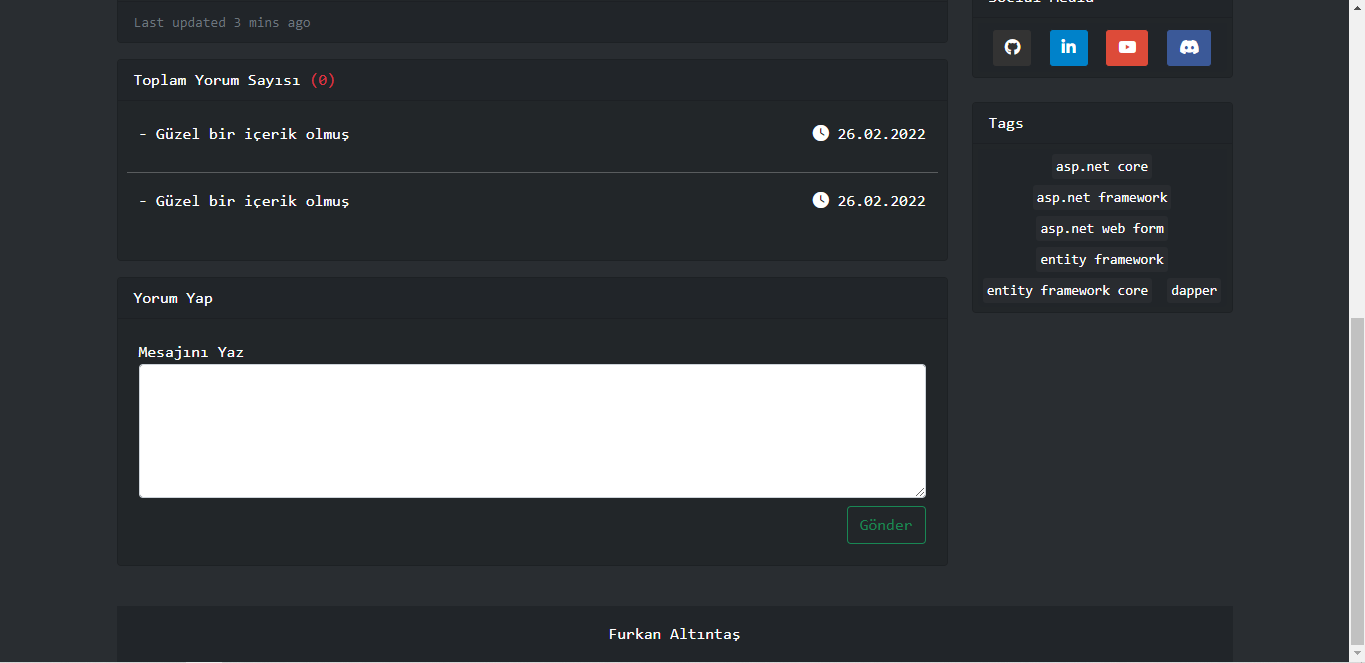 Last updated 3 mins ago
Toplam Yorum Sayısı (0)
- Güzel bir içerik olmuş 26.02.2022
- Güzel bir içerik olmuş 26.02.2022
Yorum Yap
Mesajını Yaz
Gönder
Social Media
in
Tags
asp.net core
asp.net framework
asp.net web form
entity framework
entity framework core dapper
Furkan Altıntaş